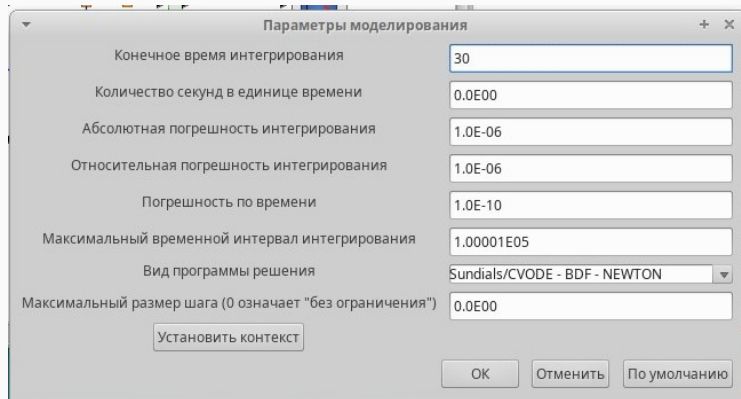 Параметры моделирования
Конечное время интегрирования 30
Количество секунд в единице времени 0.0E00
Абсолютная погрешность интегрирования 1.0E-06
Относительная погрешность интегрирования 1.0E-06
Погрешность по времени 1.0E-10
Максимальный временной интервал интегрирования 1.00001E05
Вид программы решения Sundials/CVODE - BDF - NEWTON
Максимальный размер шага (0 означает "без ограничения") 0.0E00
Установить контекст
ОК Отменить По умолчанию